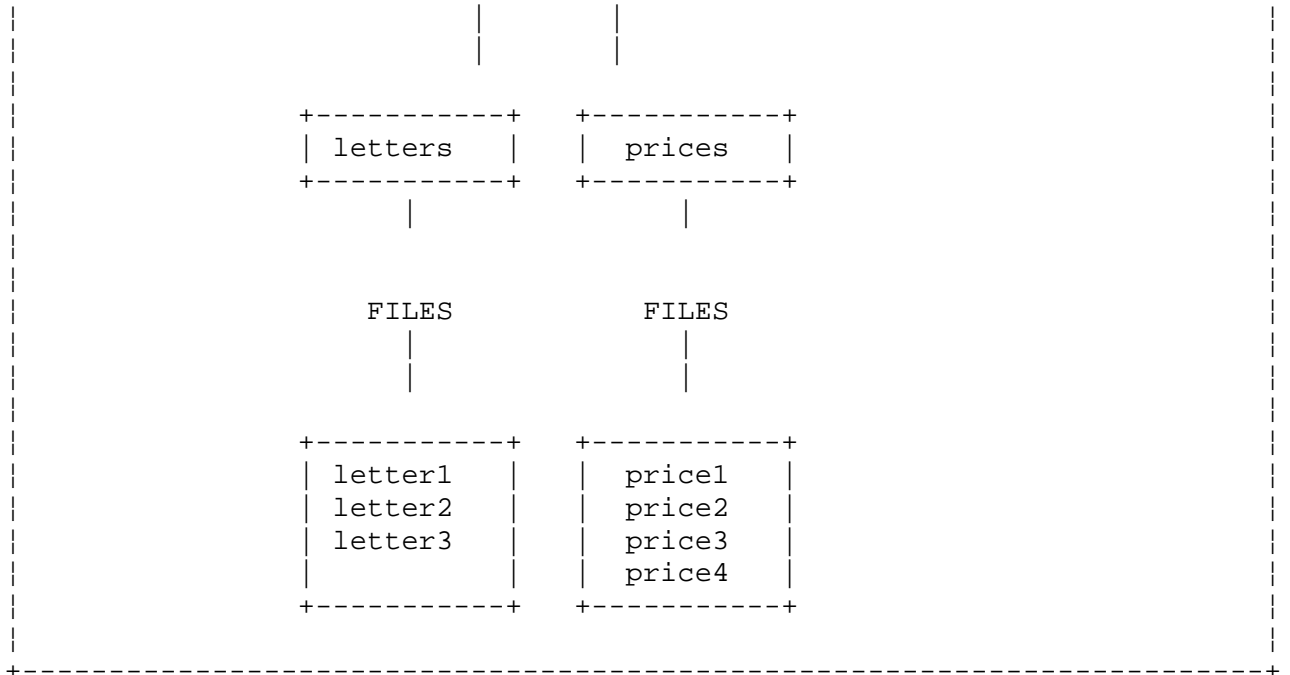 letters prices
FILES FILES
letter1 price1
letter2 price2
letter3 price3
price4